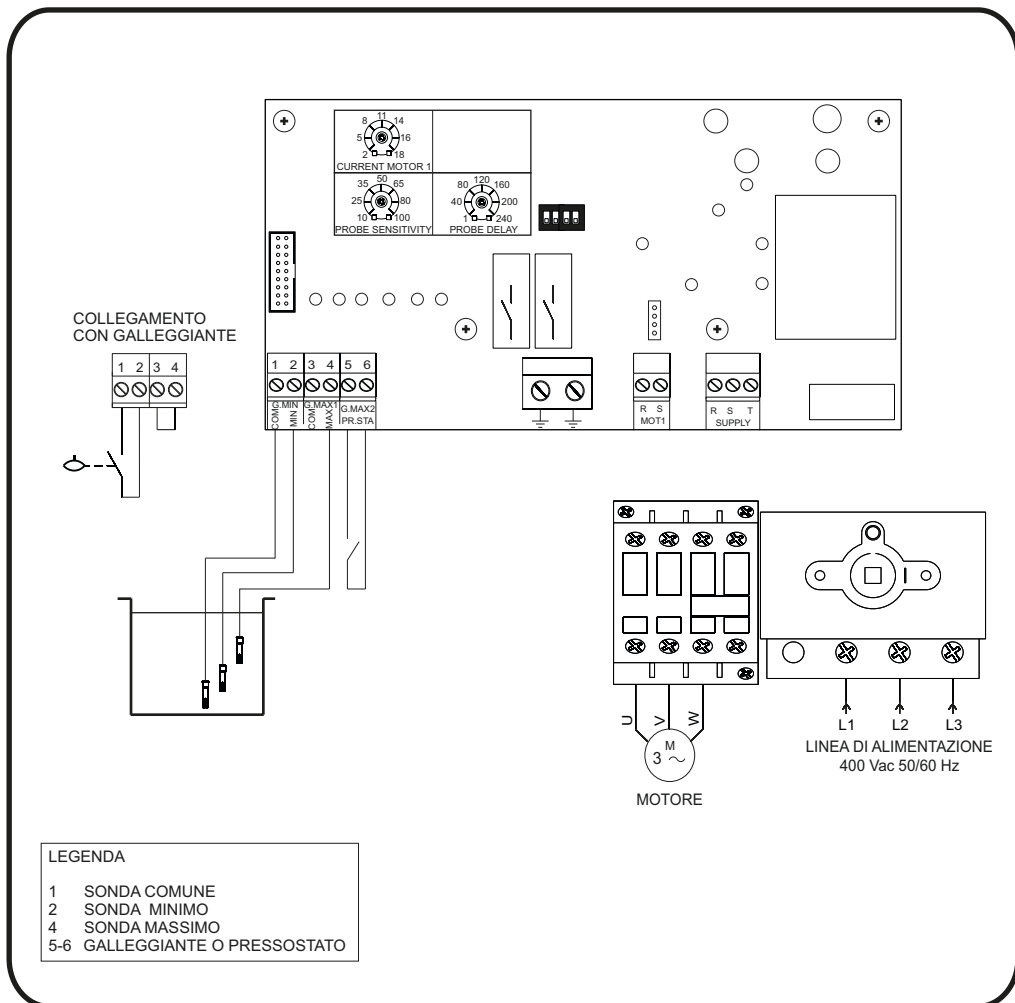 11
8 14
5 16
2 18
CURRENT MOTOR 1
50
35 65
25 80
10 100
PROBE SENSITIVITY
120
80 160
40 200
1 240
PROBE DELAY
COLLEGAMENTO
CON GALLEGGIANTE
1 2 3 4
1 2 3 4 5 6
G.MIN G.MAX1 G.MAX2
COM MIN COM MAX1 PR.STA
R S
MOT1
R S T
SUPPLY
U V W
M
3 ~
MOTORE
L1 L2 L3
LINEA DI ALIMENTAZIONE
400 Vac 50/60 Hz
LEGENDA
1 SONDA COMUNE
2 SONDA MINIMO
4 SONDA MASSIMO
5-6 GALLEGGIANTE O PRESSOSTATO